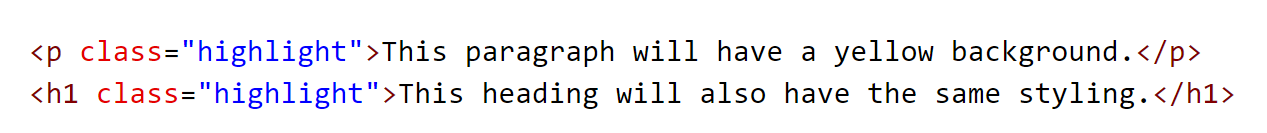 <p class="highlight">This paragraph will have a yellow background.</p>
<h1 class="highlight">This heading will also have the same styling.</h1>